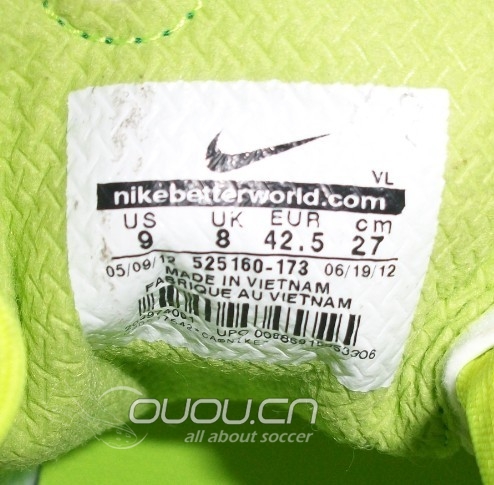 VL
nikebetterworld.com
US UK EUR cm
9 8 42.5 27
05/09/12 525160-173 06/19/12
MADE IN VIETNAM
FABRIQUE AU VIETNAM
UPC
OUOU.CN
all about soccer